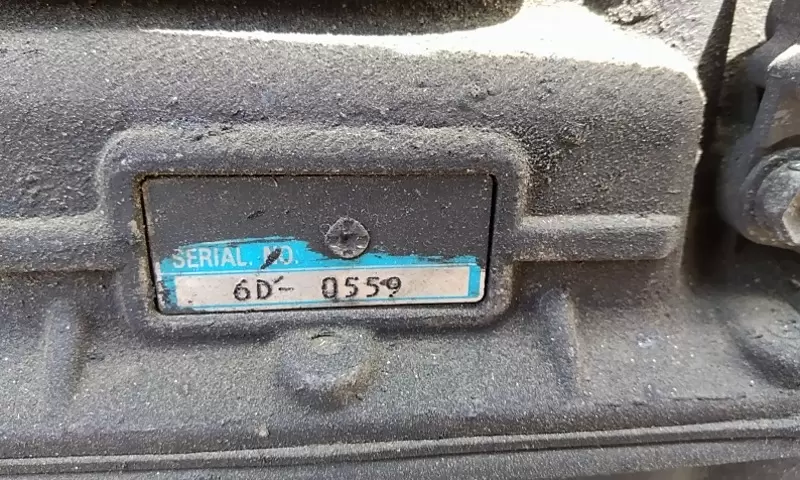 SERIAL. NO.
6D- 0559